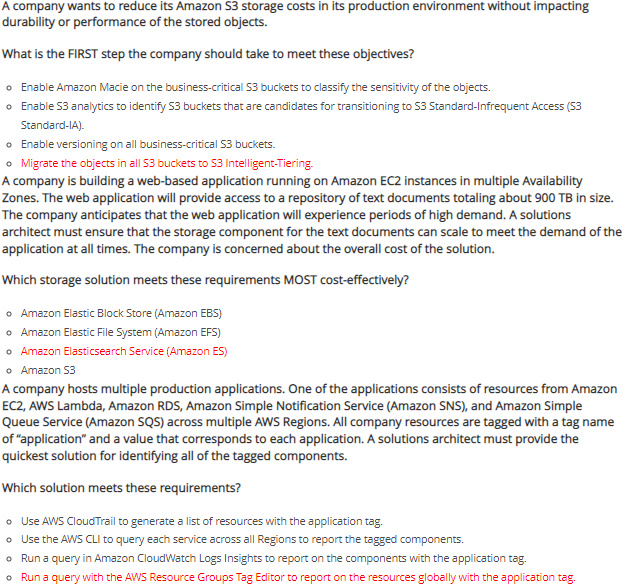 A company wants to reduce its Amazon S3 storage costs in its production environment without impacting
durability or performance of the stored objects.
What is the FIRST step the company should take to meet these objectives?
Enable Amazon Macie on the business-critical S3 buckets to classify the sensitivity of the objects.
Enable S3 analytics to identify S3 buckets that are candidates for transitioning to S3 Standard-Infrequent Access (S3
Standard-IA).
Enable versioning on all business-critical S3 buckets.
Migrate the objects in all S3 buckets to S3 Intelligent-Tiering.
A company is building a web-based application running on Amazon EC2 instances in multiple Availability
Zones. The web application will provide access to a repository of text documents totaling about 900 TB in size.
The company anticipates that the web application will experience periods of high demand. A solutions
architect must ensure that the storage component for the text documents can scale to meet the demand of the
application at all times. The company is concerned about the overall cost of the solution.
Which storage solution meets these requirements MOST cost-effectively?
Amazon Elastic Block Store (Amazon EBS)
Amazon Elastic File System (Amazon EFS)
Amazon Elasticsearch Service (Amazon ES)
Amazon S3
A company hosts multiple production applications. One of the applications consists of resources from Amazon
EC2, AWS Lambda, Amazon RDS, Amazon Simple Notification Service (Amazon SNS), and Amazon Simple
Queue Service (Amazon SQS) across multiple AWS Regions. All company resources are tagged with a tag name
of "application" and a value that corresponds to each application. A solutions architect must provide the
quickest solution for identifying all of the tagged components.
Which solution meets these requirements?
Use AWS CloudTrail to generate a list of resources with the application tag.
Use the AWS CLI to query each service across all Regions to report the tagged components.
Run a query in Amazon CloudWatch Logs Insights to report on the components with the application tag.
Run a query with the AWS Resource Groups Tag Editor to report on the resources globally with the application tag.